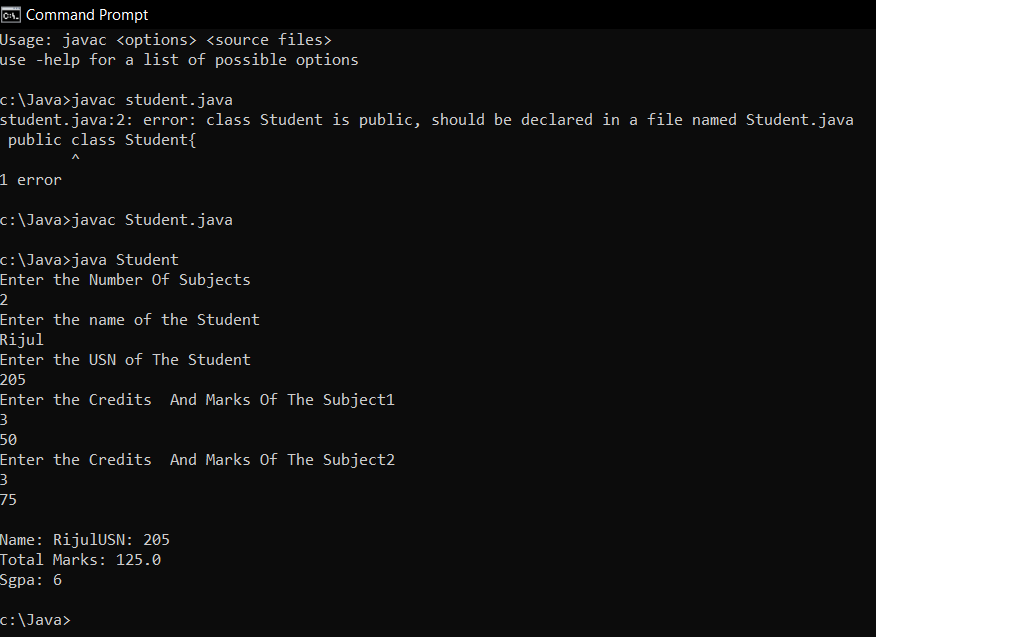 Command Prompt
Usage: javac <options> <source files>
use -help for a list of possible options
c:\Java>javac student.java
student.java:2: error: class Student is public, should be declared in a file named Student.java
public class Student{
^
1 error
c:\Java>javac Student.java
c:\Java>java Student
Enter the Number Of Subjects
2
Enter the name of the Student
Rijul
Enter the USN of The Student
205
Enter the Credits  And Marks Of The Subject1
3
50
Enter the Credits  And Marks Of The Subject2
3
75
Name: RijulUSN: 205
Total Marks: 125.0
Sgpa: 6
c:\Java>